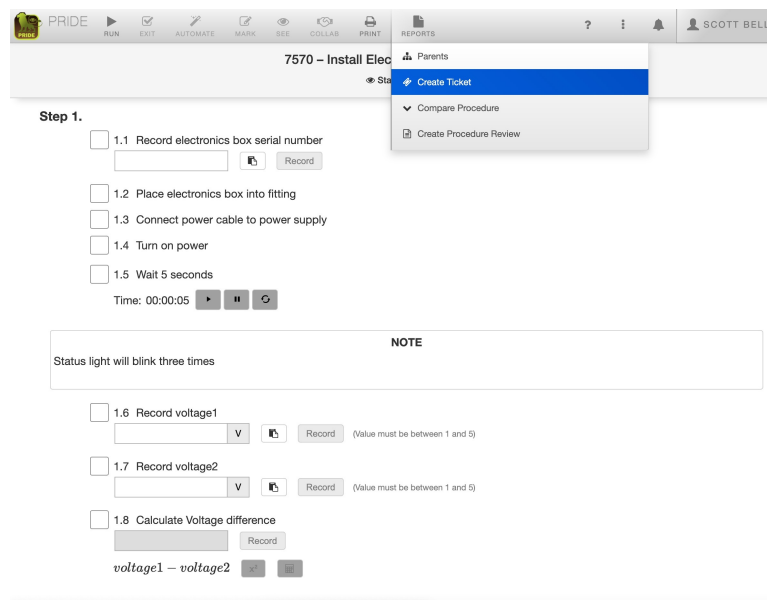 PRIDE
PRIDE
RUN
EXIT
AUTOMATE
MARK
SEE
COLLAB
PRINT
REPORTS
?
SCOTT BELL
7570 – Install Elec
Sta
Parents
Create Ticket
Compare Procedure
Create Procedure Review
Step 1.
1.1 Record electronics box serial number
Record
1.2 Place electronics box into fitting
1.3 Connect power cable to power supply
1.4 Turn on power
1.5 Wait 5 seconds
Time: 00:00:05
NOTE
Status light will blink three times
1.6 Record voltage1
V Record (Value must be between 1 and 5)
1.7 Record voltage2
V Record (Value must be between 1 and 5)
1.8 Calculate Voltage difference
Record
voltage1 − voltage2 x²